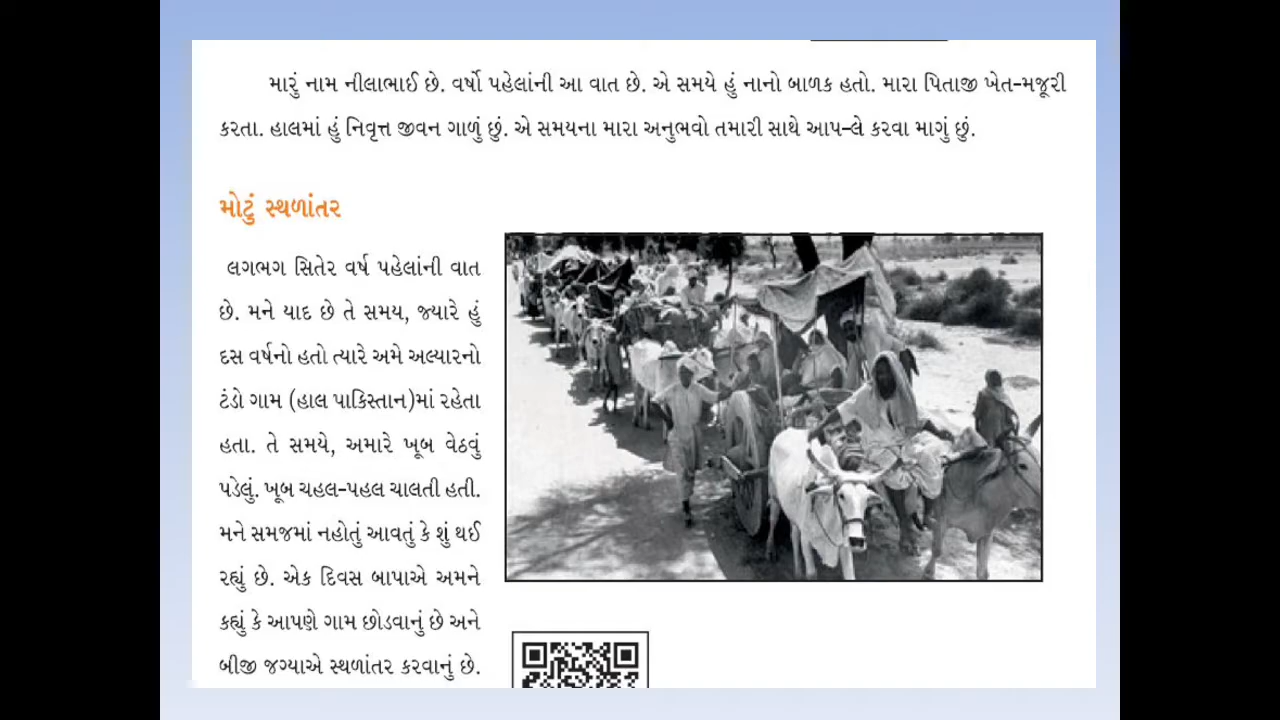 મારું નામ નીલાભાઈ છે. વર્ષો પહેલાંની આ વાત છે. એ સમયે હું નાનો બાળક હતો. મારા પિતાજી ખેત-મજૂરી
કરતા. હાલમાં હું નિવૃત્ત જીવન ગાળું છું. એ સમયના મારા અનુભવો તમારી સાથે આપ-લે કરવા માગું છું.
મોટું સ્થળાંતર
લગભગ સિતેર વર્ષ પહેલાંની વાત
છે. મને યાદ છે તે સમય, જ્યારે હું
દસ વર્ષનો હતો ત્યારે અમે અલ્યારનો
ટંડો ગામ (હાલ પાકિસ્તાન)માં રહેતા
હતા. તે સમયે, અમારે ખૂબ વેઠવું
પડેલું. ખૂબ ચહલ-પહલ ચાલતી હતી.
મને સમજમાં નહોતું આવતું કે શું થઈ
રહ્યું છે. એક દિવસ બાપાએ અમને
કહ્યું કે આપણે ગામ છોડવાનું છે અને
બીજી જગ્યાએ સ્થળાંતર કરવાનું છે.